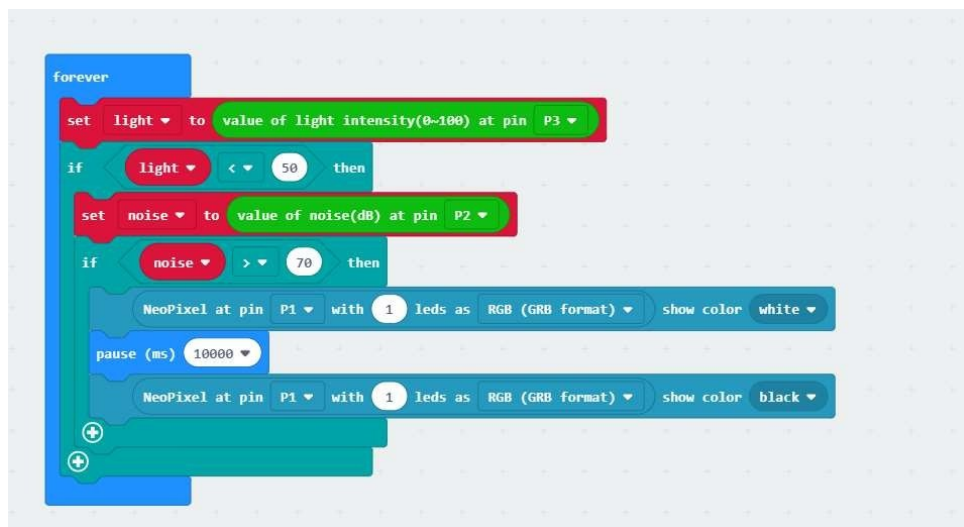 forever
set light to value of light intensity(0~100) at pin P3
if light < 50 then
set noise to value of noise(dB) at pin P2
if noise > 70 then
NeoPixel at pin P1 with 1 leds as RGB (GRB format) show color white
pause (ms) 10000
NeoPixel at pin P1 with 1 leds as RGB (GRB format) show color black